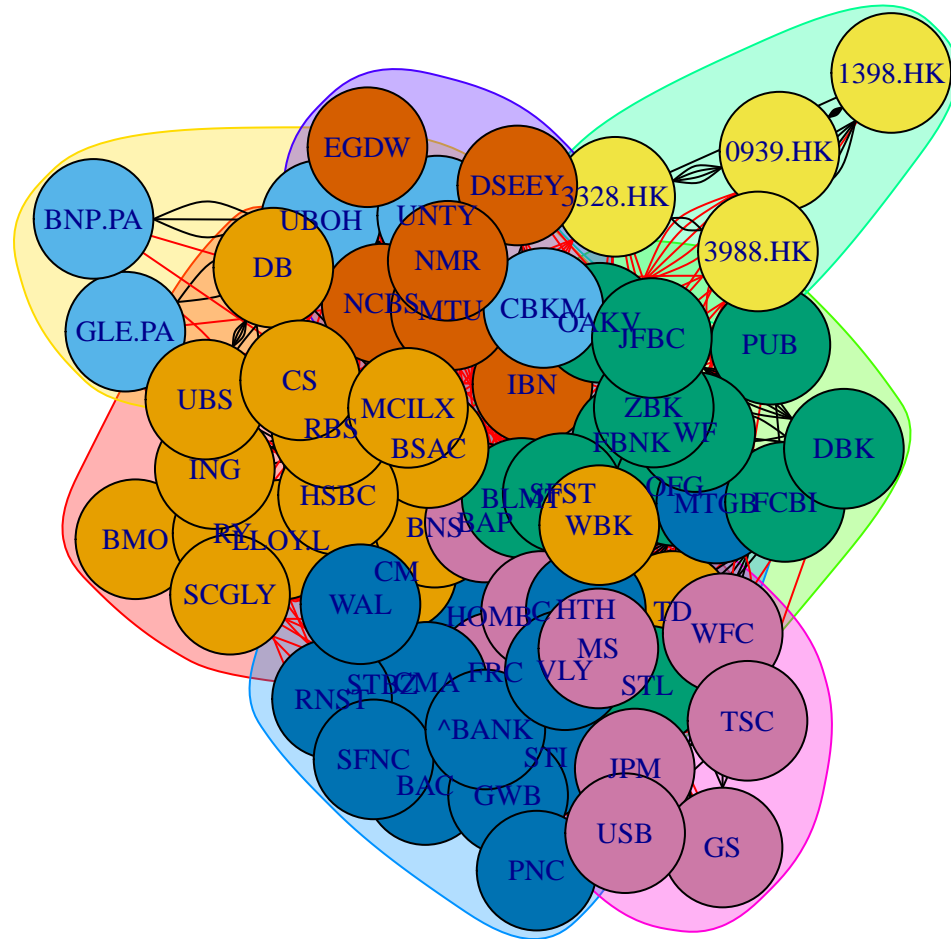 1398.HK
EGDW
0939.HK
DSEEY
3328.HK
BNP.PA
UBOH
UNTY
3988.HK
DB
NMR
NCBS
MTU
CBKM
OAKV
GLE.PA
JFBC
PUB
CS
IBN
UBS
MCILX
ZBK
RBS
WF
BSAC
FBNK
DBK
ING
HSBC
BLMT
SFST
OFG
MTGB
FCBI
BMO
RY
BNS
BAP
WBK
CM
SCGLY
WAL
HOMB
HTH
TD
WFC
MS
RNST
STBZ
CMA
FRC
VLY
STL
TSC
^BANK
SFNC
STI
JPM
BAC
GWB
USB
GS
PNC